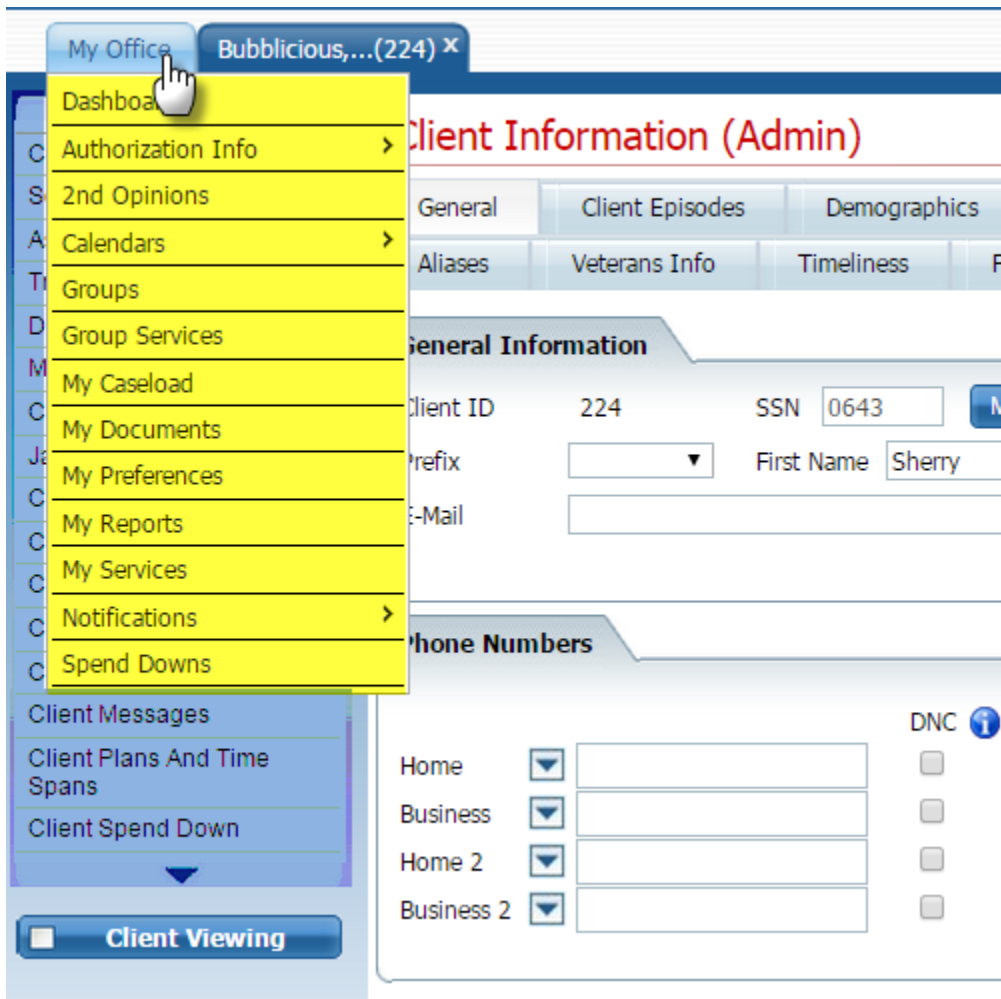 My Office Bubblicious,...(224) X
Dashboa
Authorization Info >
2nd Opinions
Calendars >
Groups
Group Services
My Caseload
My Documents
My Preferences
My Reports
My Services
Notifications >
Spend Downs
Client Messages
Client Plans And Time
Spans
Client Spend Down
Client Viewing
Client Information (Admin)
General Client Episodes Demographics
Aliases Veterans Info Timeliness F
General Information
Client ID 224 SSN 0643 M
Prefix First Name Sherry
E-Mail
Phone Numbers
DNC i
Home
Business
Home 2
Business 2